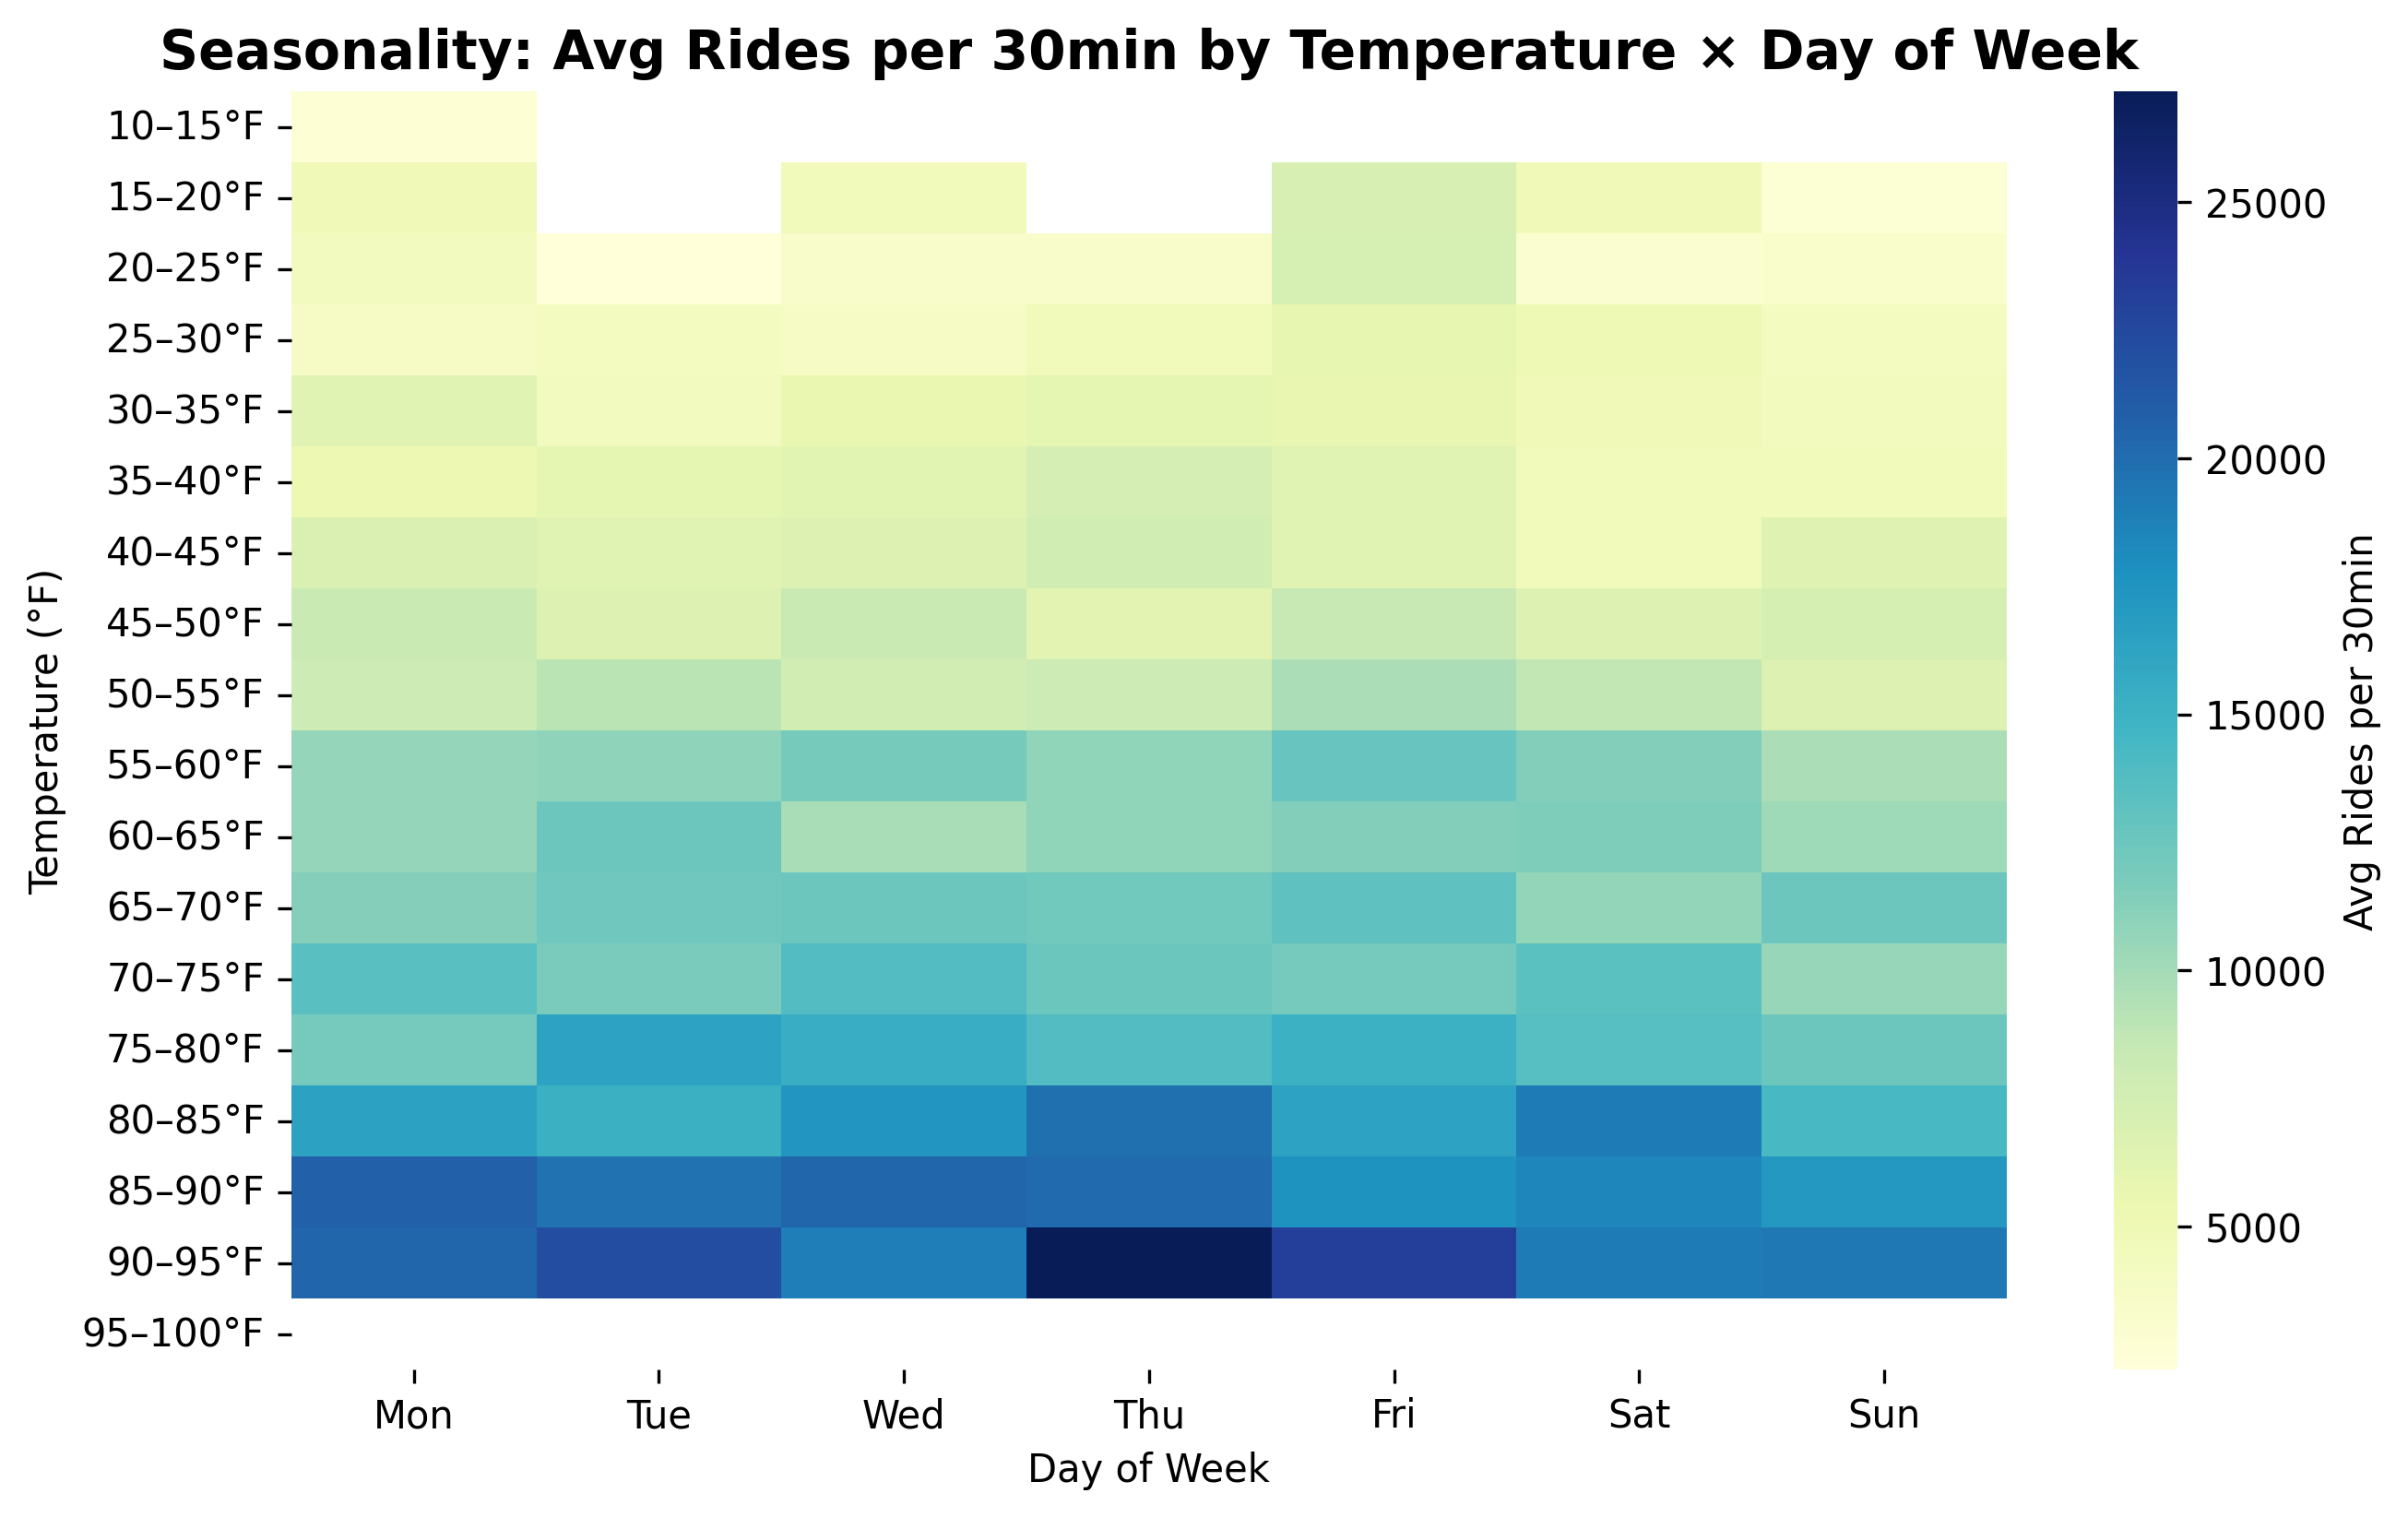 Seasonality: Avg Rides per 30min by Temperature × Day of Week
Temperature (°F)
10–15°F
15–20°F
20–25°F
25–30°F
30–35°F
35–40°F
40–45°F
45–50°F
50–55°F
55–60°F
60–65°F
65–70°F
70–75°F
75–80°F
80–85°F
85–90°F
90–95°F
95–100°F
Mon Tue Wed Thu Fri Sat Sun
Day of Week
25000
20000
15000
10000
5000
Avg Rides per 30min